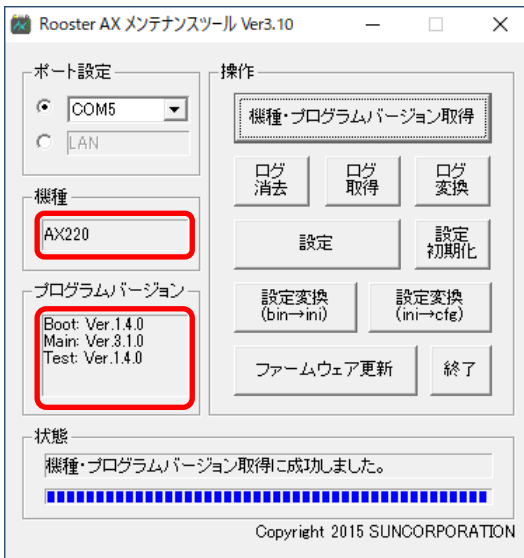 Rooster AX メンテナンスツール Ver3.10
ポート設定
COM5
LAN
機種
AX220
プログラムバージョン
Boot: Ver.1.4.0
Main: Ver.3.1.0
Test: Ver.1.4.0
操作
機種・プログラムバージョン取得
ログ
消去
ログ
取得
ログ
変換
設定
設定
初期化
設定変換
(bin→ini)
設定変換
(ini→cfg)
ファームウェア更新
終了
状態
機種・プログラムバージョン取得に成功しました。
Copyright 2015 SUNCORPORATION